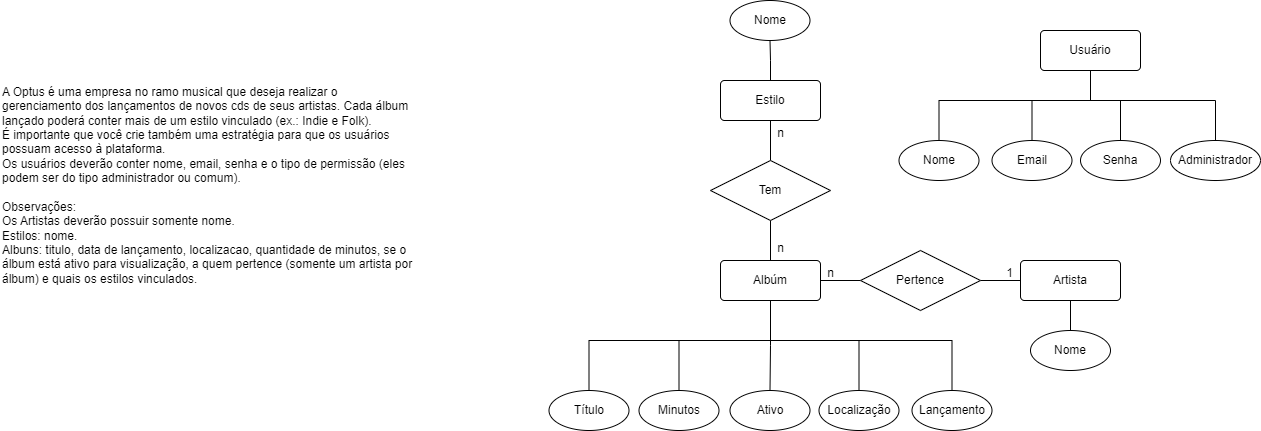 A Optus é uma empresa no ramo musical que deseja realizar o
gerenciamento dos lançamentos de novos cds de seus artistas. Cada álbum
lançado poderá conter mais de um estilo vinculado (ex.: Indie e Folk).
É importante que você crie também uma estratégia para que os usuários
possuam acesso à plataforma.
Os usuários deverão conter nome, email, senha e o tipo de permissão (eles
podem ser do tipo administrador ou comum).
Observações:
Os Artistas deverão possuir somente nome.
Estilos: nome.
Albuns: titulo, data de lançamento, localizacao, quantidade de minutos, se o
álbum está ativo para visualização, a quem pertence (somente um artista por
álbum) e quais os estilos vinculados.
Nome
Estilo
n
Tem
n
Albúm
n
Pertence
1
Artista
Nome
Título
Minutos
Ativo
Localização
Lançamento
Usuário
Nome
Email
Senha
Administrador